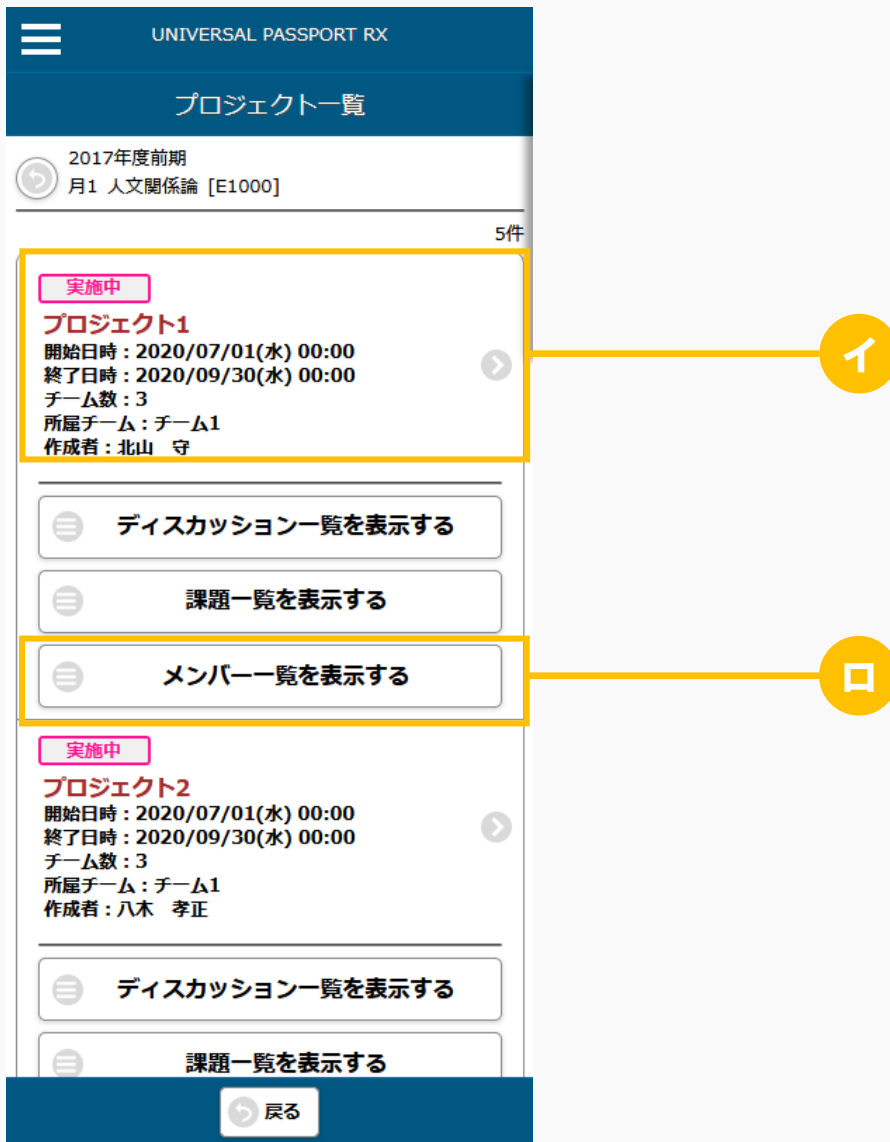 UNIVERSAL PASSPORT RX
プロジェクト一覧
2017年度前期
月1 人文関係論 [E1000]
5件
実施中
プロジェクト1
開始日時：2020/07/01(水) 00:00
終了日時：2020/09/30(水) 00:00
チーム数：3
所属チーム：チーム1
作成者：北山　守
イ
ディスカッション一覧を表示する
課題一覧を表示する
メンバー一覧を表示する
ロ
実施中
プロジェクト2
開始日時：2020/07/01(水) 00:00
終了日時：2020/09/30(水) 00:00
チーム数：3
所属チーム：チーム1
作成者：八木　孝正
ディスカッション一覧を表示する
課題一覧を表示する
戻る